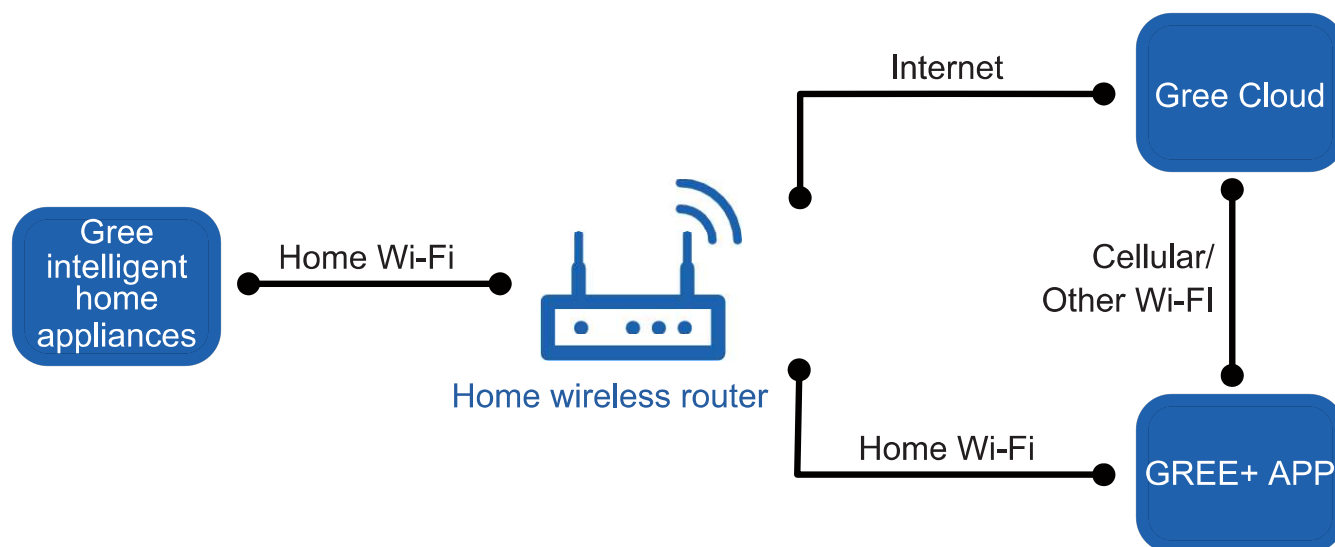 Internet
Gree Cloud
Gree
intelligent
home
appliances
Home Wi-Fi
Cellular/
Other Wi-FI
Home wireless router
Home Wi-Fi
GREE+ APP